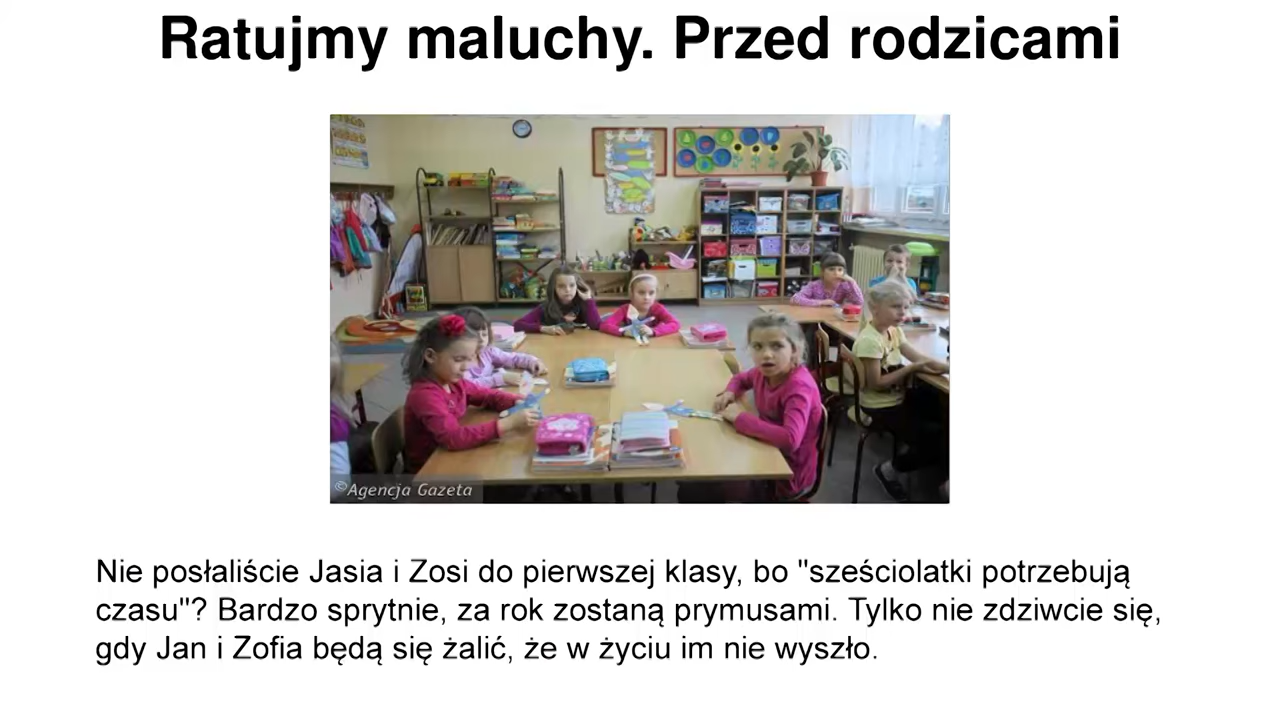 Ratujmy maluchy. Przed rodzicami
©Agencja Gazeta
Nie posłaliście Jasia i Zosi do pierwszej klasy, bo "sześciolatki potrzebują
czasu"? Bardzo sprytnie, za rok zostaną prymusami. Tylko nie zdziwcie się,
gdy Jan i Zofia będą się żalić, że w życiu im nie wyszło.